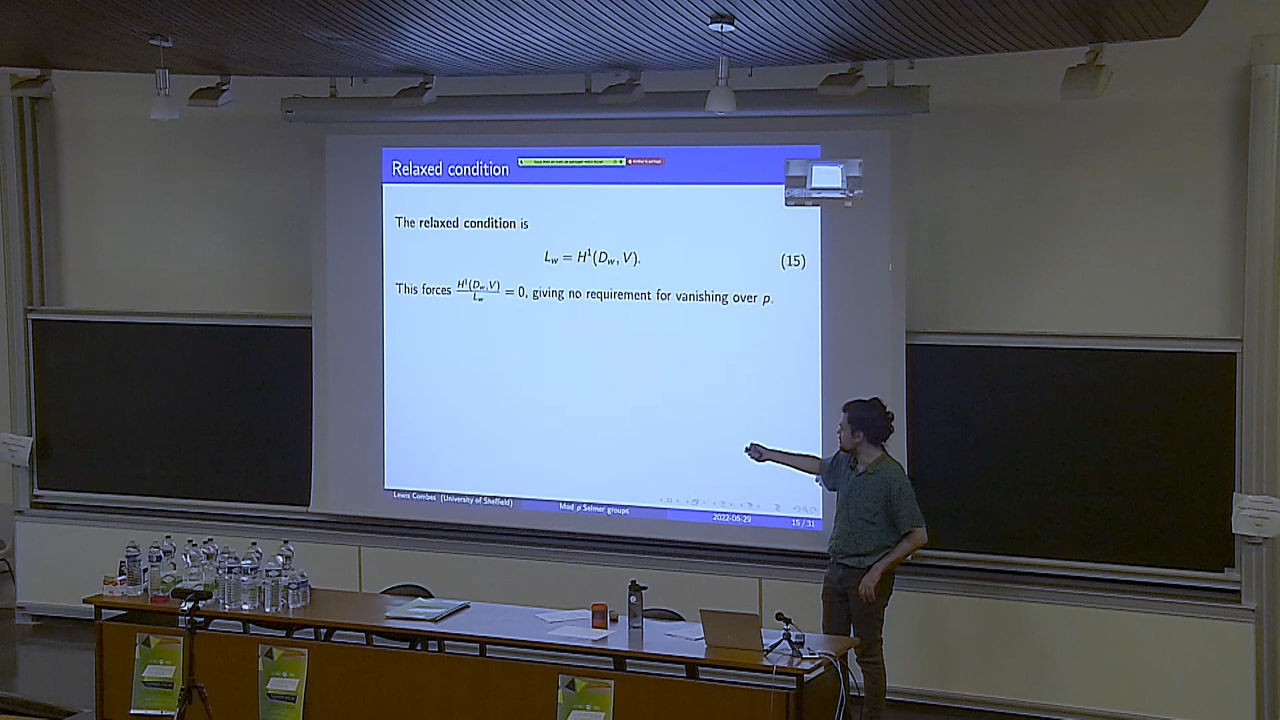 Relaxed condition
The relaxed condition is
L_w = H^1(D_w, V). (15)
This forces H^1(D_w,V)/L_w = 0, giving no requirement for vanishing over p.
Lewis Combes (University of Sheffield) Mod p Selmer groups 2022-05-29 15 / 31